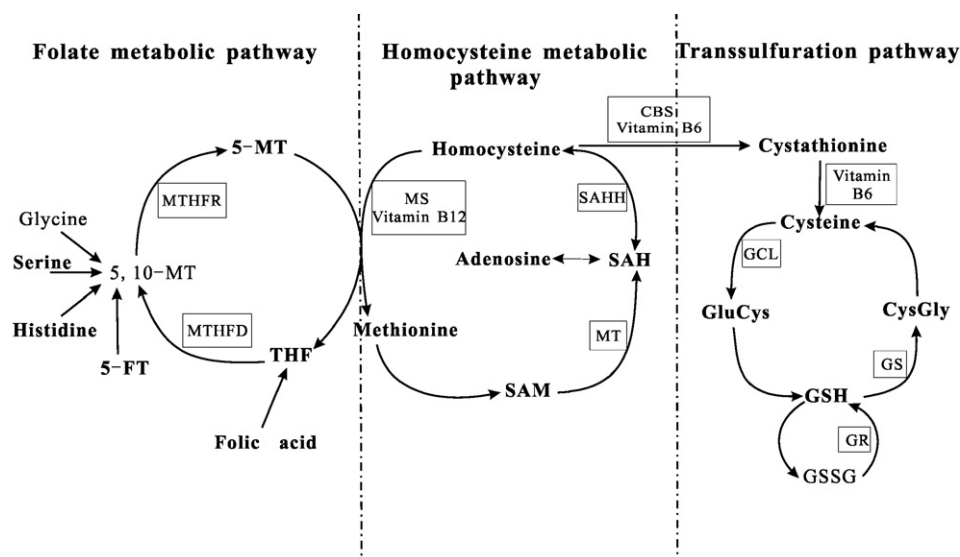 Folate metabolic pathway
Homocysteine metabolic
pathway
Transsulfuration pathway
5-MT
MTHFR
Glycine
Serine
5, 10-MT
Histidine
MTHFD
5-FT
THF
Folic acid
Homocysteine
MS
Vitamin B12
SAHH
Adenosine
SAH
Methionine
MT
SAM
CBS
Vitamin B6
Cystathionine
Vitamin
B6
Cysteine
GCL
GluCys
CysGly
GS
GSH
GR
GSSG